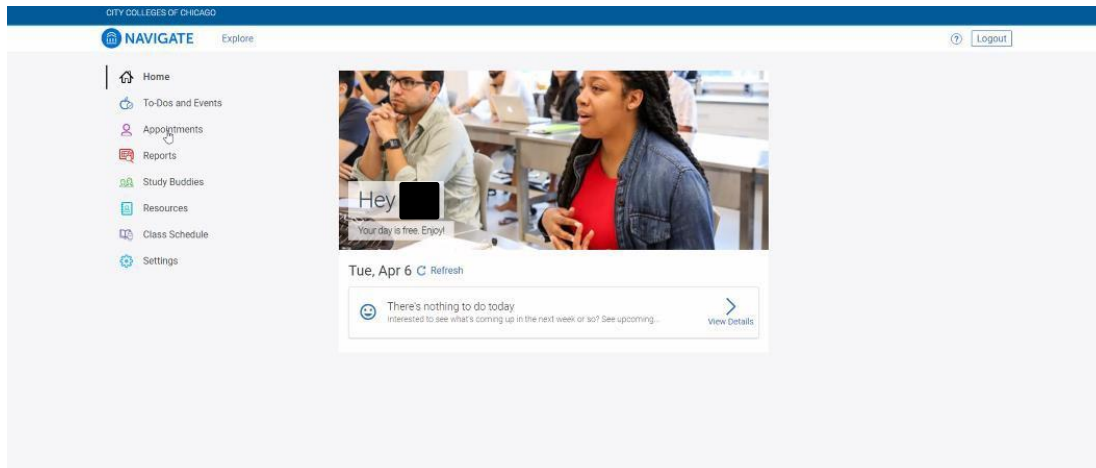 CITY COLLEGES OF CHICAGO
NAVIGATE Explore ? Logout
Home
To-Dos and Events
Appointments
Reports
Study Buddies
Resources
Class Schedule
Settings
Hey
Your day is free. Enjoy!
Tue, Apr 6 Refresh
There's nothing to do today
Interested to see what's coming up in the next week or so? See upcoming...
View Details